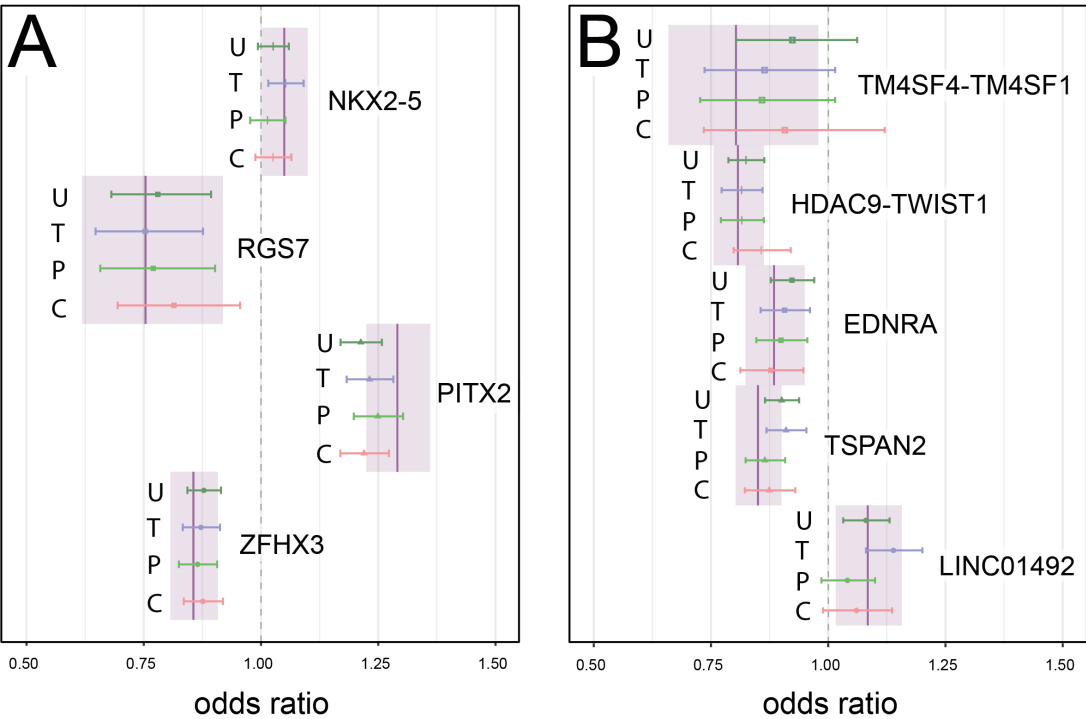 A
U
T
P
C
NKX2-5
U
T
P
C
RGS7
U
T
P
C
PITX2
U
T
P
C
ZFHX3
0.50 0.75 1.00 1.25 1.50
odds ratio
B
U
T
P
C
TM4SF4-TM4SF1
U
T
P
C
HDAC9-TWIST1
U
T
P
C
EDNRA
U
T
P
C
TSPAN2
U
T
P
C
LINC01492
0.50 0.75 1.00 1.25 1.50
odds ratio